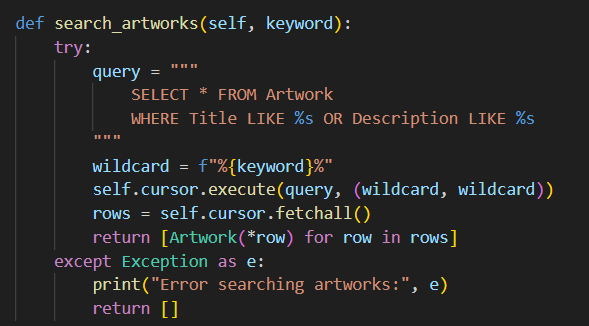 def search_artworks(self, keyword):
    try:
        query = """
            SELECT * FROM Artwork
            WHERE Title LIKE %s OR Description LIKE %s
        """
        wildcard = f"%{keyword}%"
        self.cursor.execute(query, (wildcard, wildcard))
        rows = self.cursor.fetchall()
        return [Artwork(*row) for row in rows]
    except Exception as e:
        print("Error searching artworks:", e)
        return []